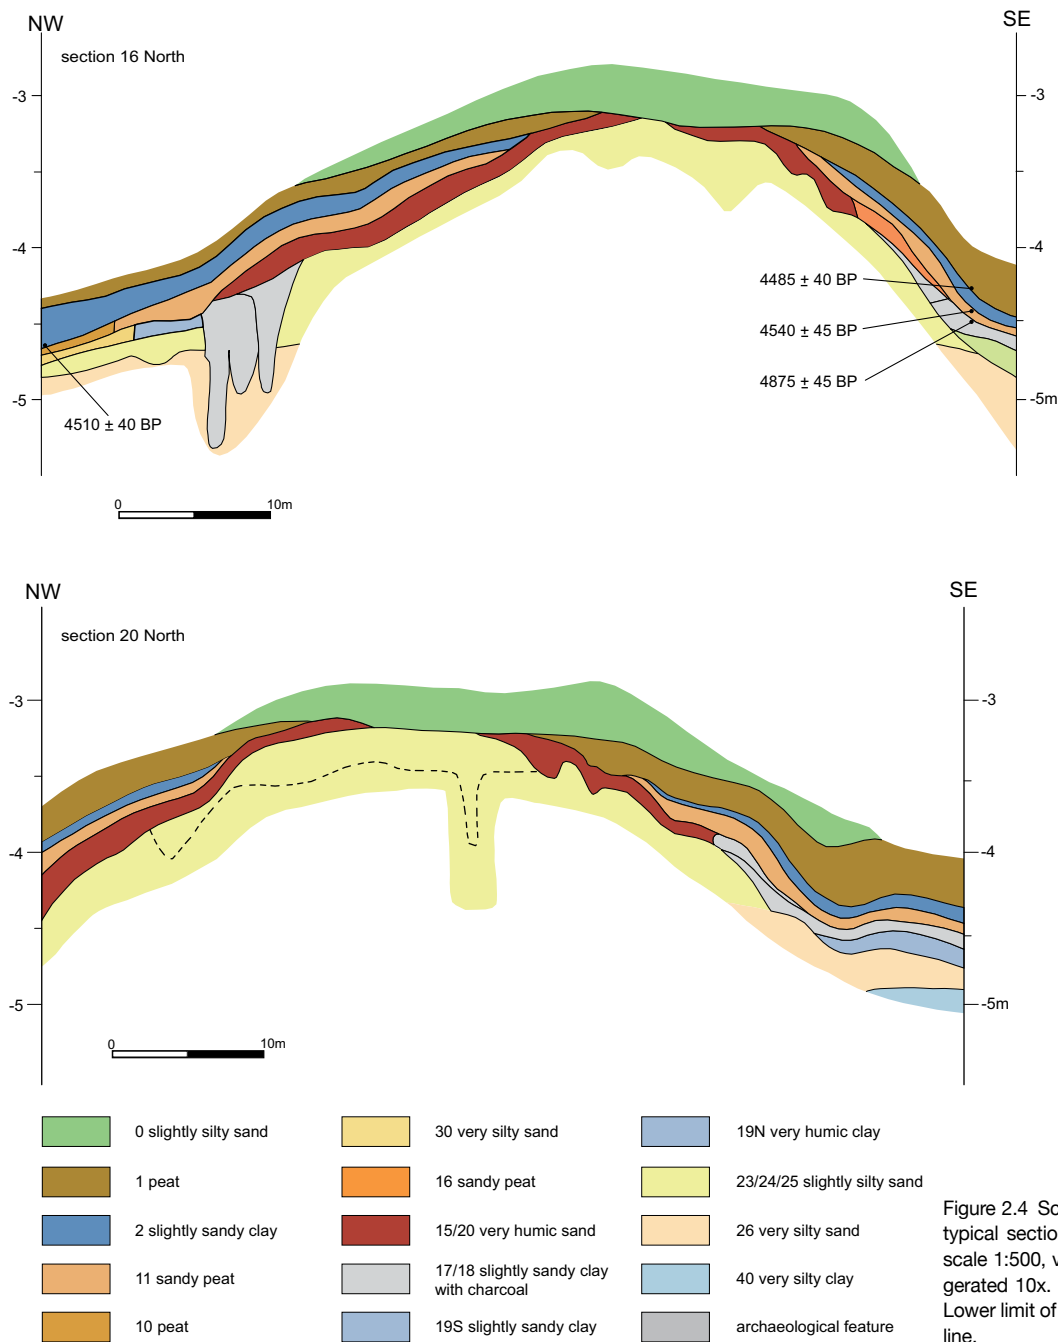 NW
SE
section 16 North
-3
-3
-4
-4
4485 ± 40 BP
4540 ± 45 BP
4875 ± 45 BP
-5
-5m
4510 ± 40 BP
0
10m
NW
SE
section 20 North
-3
-3
-4
-4
-5
-5m
0
10m
0 slightly silty sand
1 peat
2 slightly sandy clay
11 sandy peat
10 peat
30 very silty sand
16 sandy peat
15/20 very humic sand
17/18 slightly sandy clay
with charcoal
19S slightly sandy clay
19N very humic clay
23/24/25 slightly silty sand
26 very silty sand
40 very silty clay
archaeological feature
Figure 2.4 Sc
typical sectio
scale 1:500, v
gerated 10x.
Lower limit of
line.